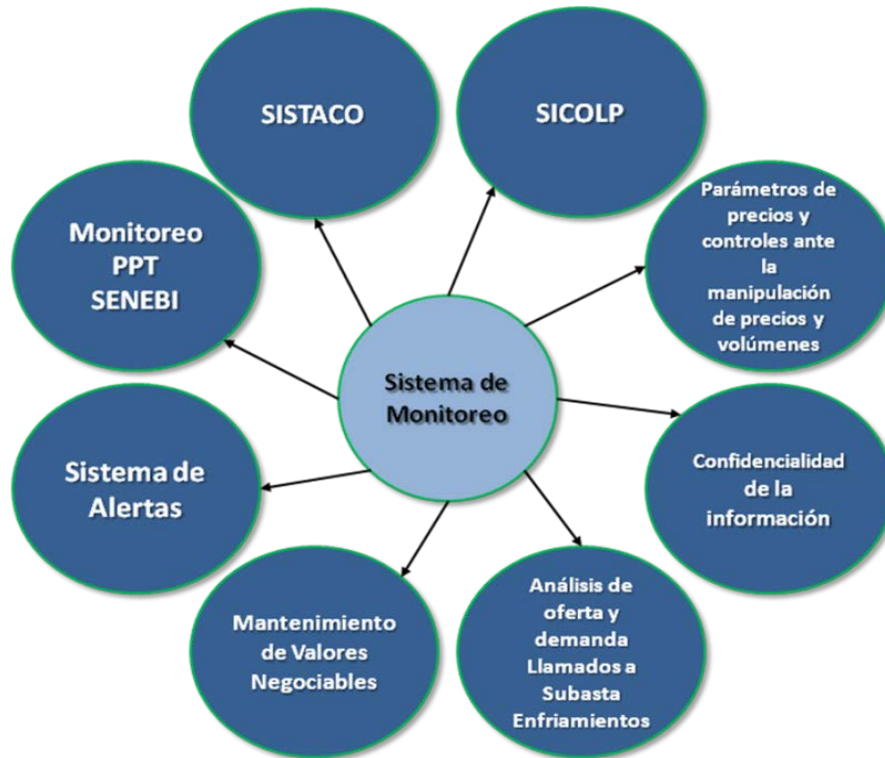 SISTACO
SICOLP
Monitoreo
PPT
SENEBI
Parámetros de
precios y
controles ante
la
manipulación
de precios y
volúmenes
Sistema de
Monitoreo
Sistema de
Alertas
Confidencialidad
de la
información
Mantenimiento
de Valores
Negociables
Análisis de
oferta y
demanda
Llamados a
Subasta
Enfriamientos